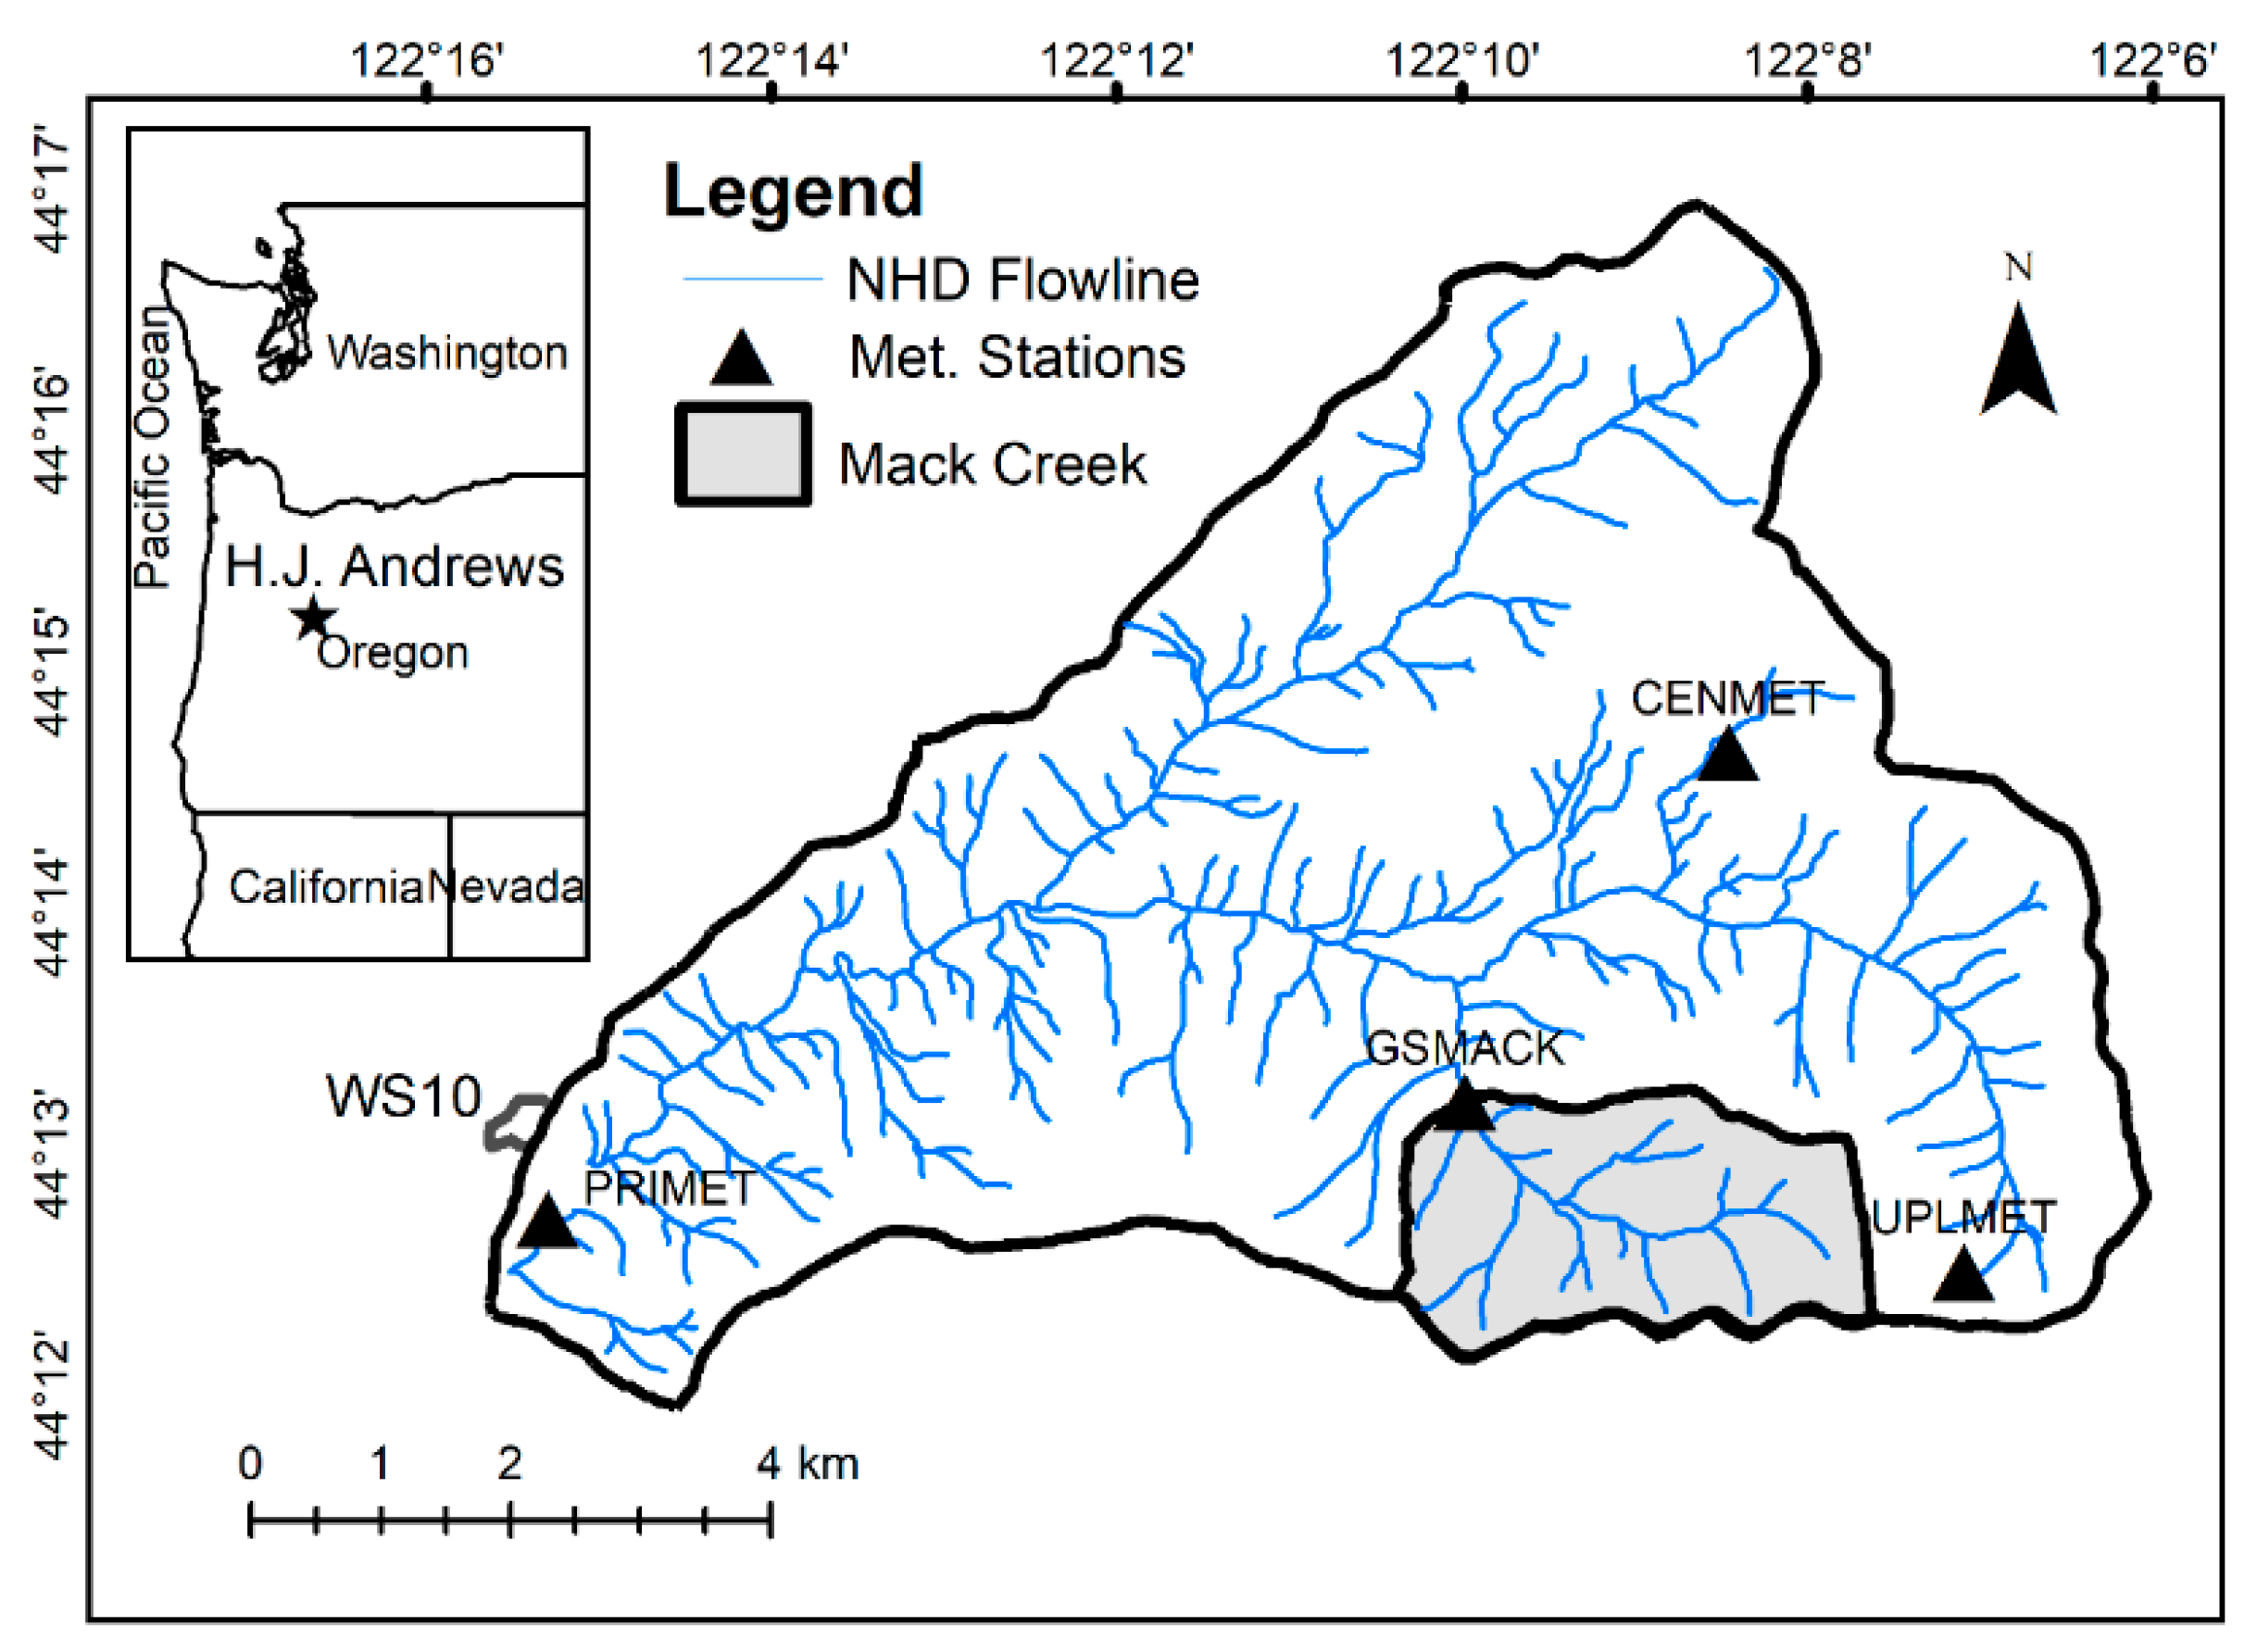 122°16'
122°14'
122°12'
122°10'
122°8'
122°6'
44°17'
44°16'
44°15'
44°14'
44°13'
44°12'
Pacific Ocean
Washington
H.J. Andrews
Oregon
California
Nevada
Legend
NHD Flowline
Met. Stations
Mack Creek
N
CENMET
GSMACK
WS10
PRIMET
UPLMET
0 1 2 4 km